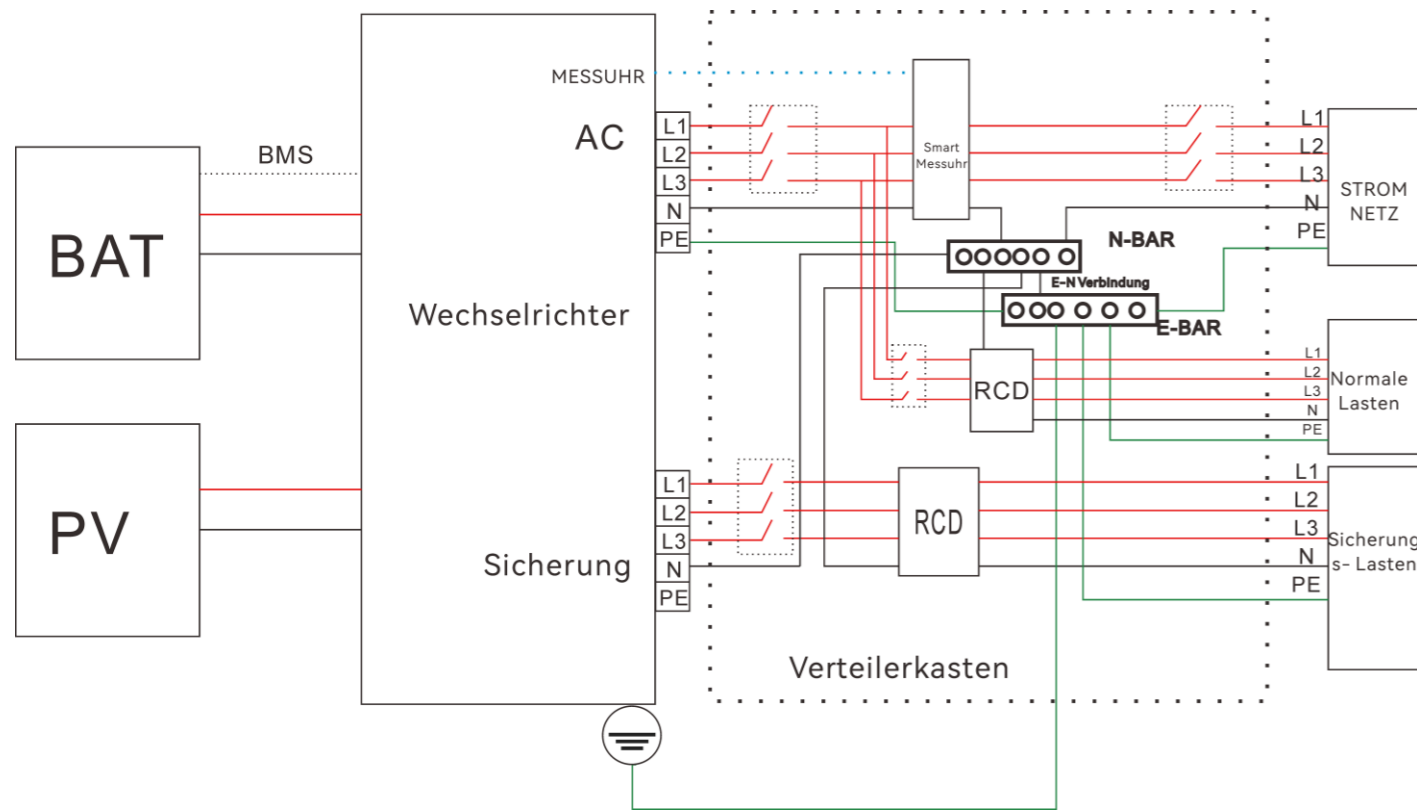 BAT
BMS
PV
Wechselrichter
MESSUHR
AC
L1
L2
L3
N
PE
Sicherung
L1
L2
L3
N
PE
Smart
Messuhr
N-BAR
E-N Verbindung
E-BAR
RCD
RCD
Verteilerkasten
L1
L2
L3
N
PE
STROM
NETZ
L1
L2
L3
N
PE
Normale
Lasten
L1
L2
L3
N
PE
Sicherung
s- Lasten